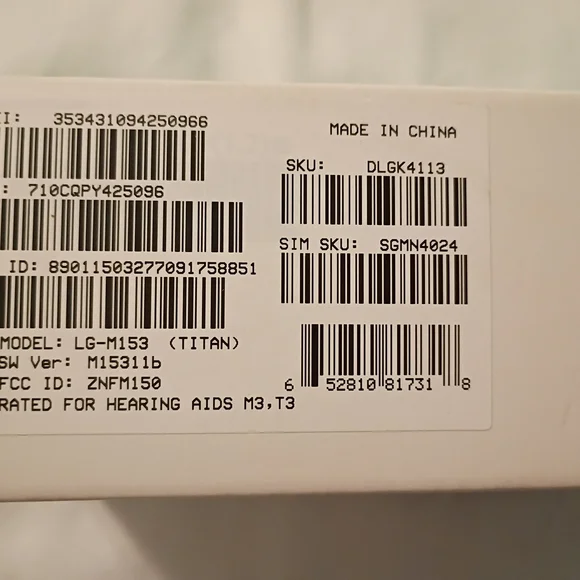 I: 353431094250966
: 710CQPY425096
ID: 89011503277091758851
MODEL: LG-M153 (TITAN)
SW Ver: M15311b
FCC ID: ZNFM150
RATED FOR HEARING AIDS M3,T3
MADE IN CHINA
SKU: DLGK4113
SIM SKU: SGMN4024
6 52810 81731 8